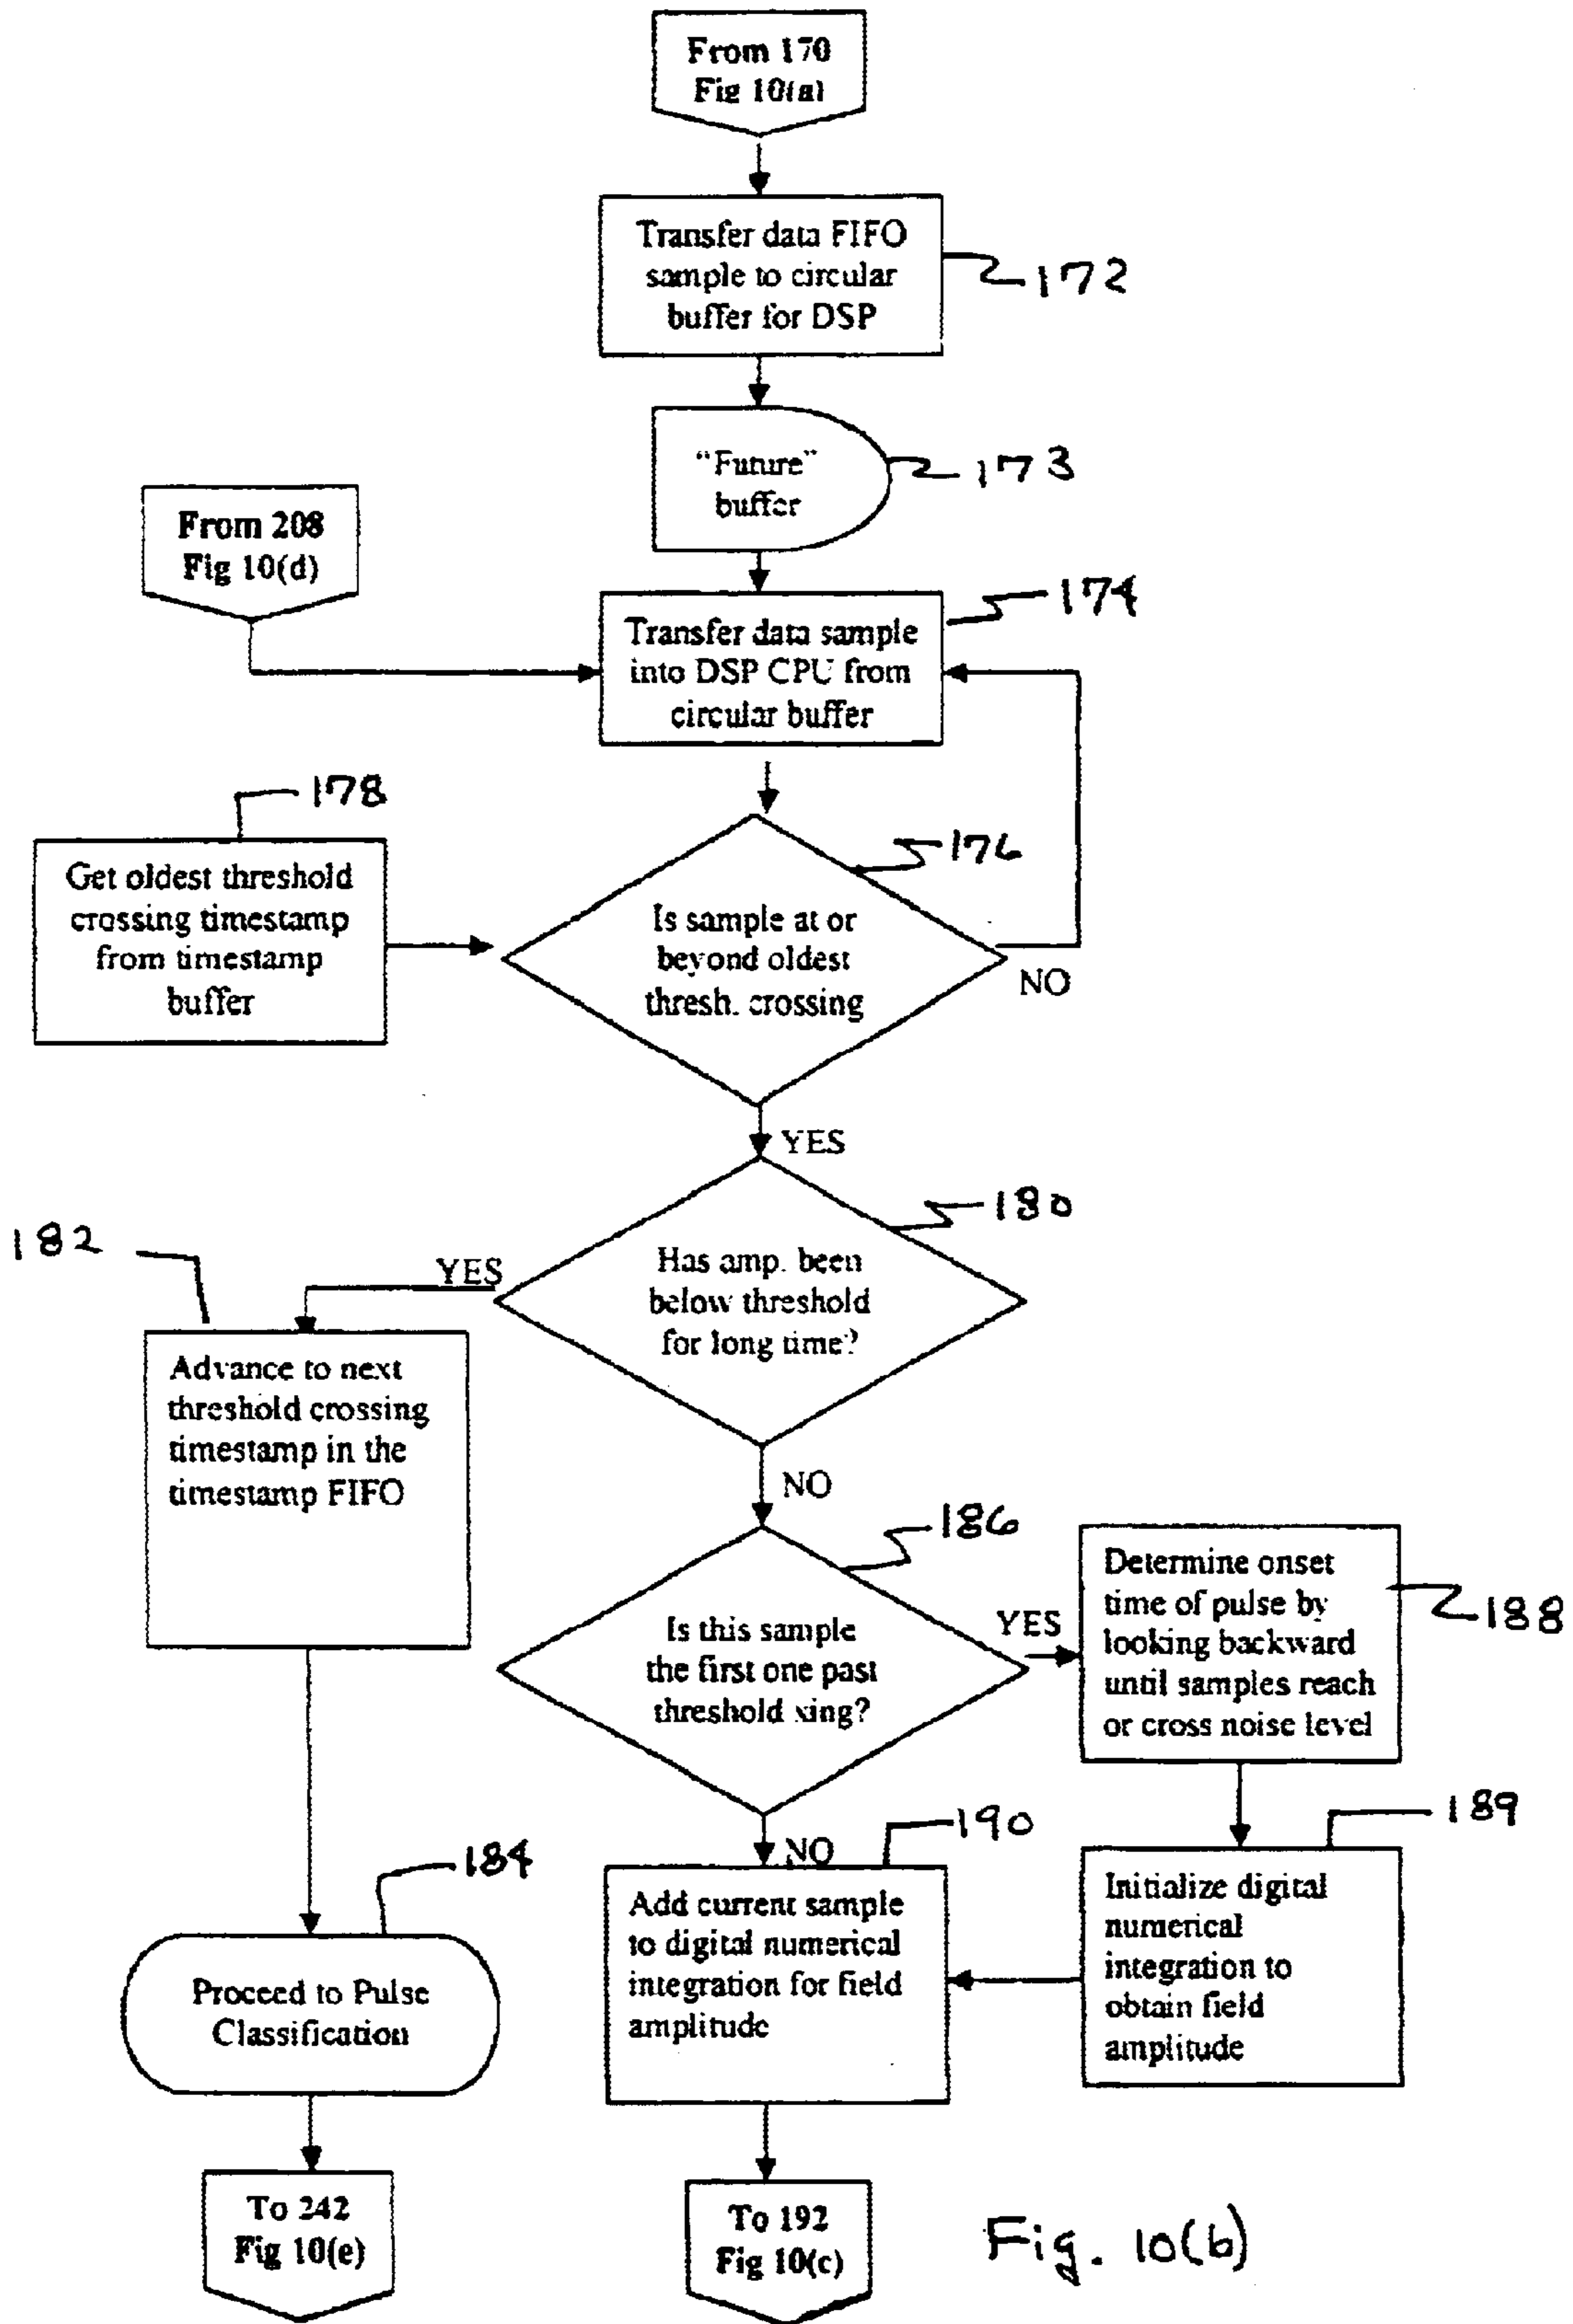 From 170
Fig 10(a)
Transfer data FIFO
sample to circular
buffer for DSP
172
“Future”
buffer
173
From 208
Fig 10(d)
174
Transfer data sample
into DSP CPU from
circular buffer
178
Get oldest threshold
crossing timestamp
from timestamp
buffer
176
Is sample at or
beyond oldest
thresh. crossing
NO
YES
180
182
YES
Has amp. been
below threshold
for long time?
Advance to next
threshold crossing
timestamp in the
timestamp FIFO
NO
186
Is this sample
the first one past
threshold xing?
YES
Determine onset
time of pulse by
looking backward
until samples reach
or cross noise level
188
NO
190
189
184
Add current sample
to digital numerical
integration for field
amplitude
Initialize digital
numerical
integration to
obtain field
amplitude
Proceed to Pulse
Classification
To 242
Fig 10(e)
To 192
Fig 10(c)
Fig. 10(b)